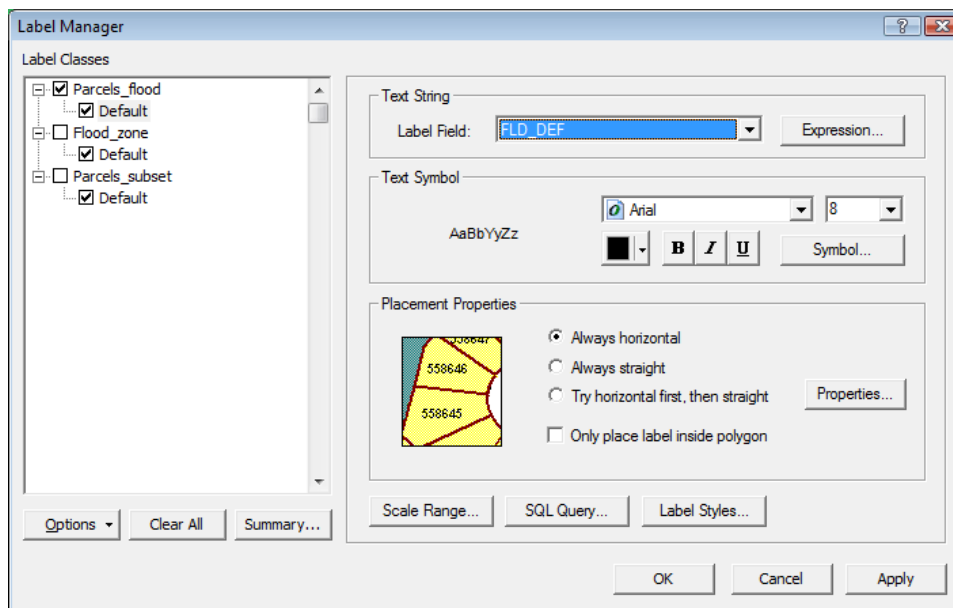 Label Manager
Label Classes
Parcels_flood
Default
Flood_zone
Default
Parcels_subset
Default
Options
Clear All
Summary...
Text String
Label Field:
FLD_DEF
Expression...
Text Symbol
AaBbYyZz
Arial
8
B I U
Symbol...
Placement Properties
558647
558646
558645
Always horizontal
Always straight
Try horizontal first, then straight
Only place label inside polygon
Properties...
Scale Range...
SQL Query...
Label Styles...
OK
Cancel
Apply